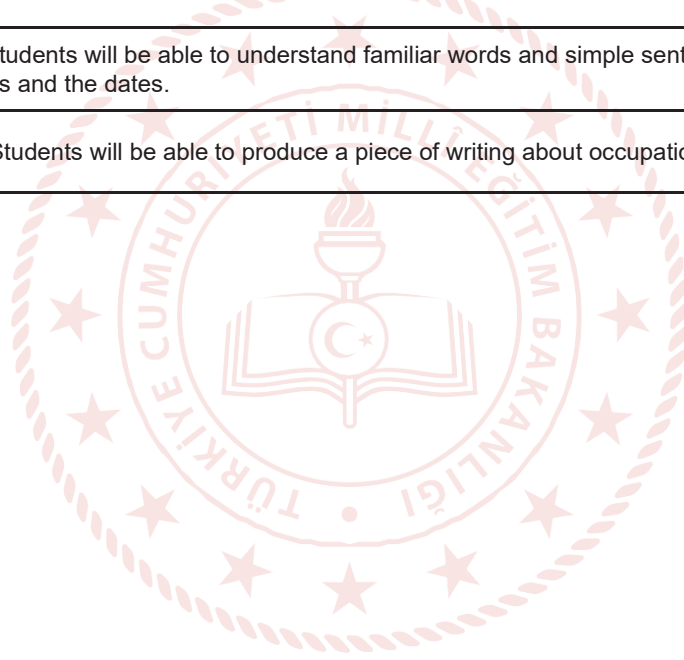 tudents will be able to understand familiar words and simple sent
s and the dates.
Students will be able to produce a piece of writing about occupatio
TÜRKİYE CUMHURİYETİ MİLLÎ EĞİTİM BAKANLIĞI